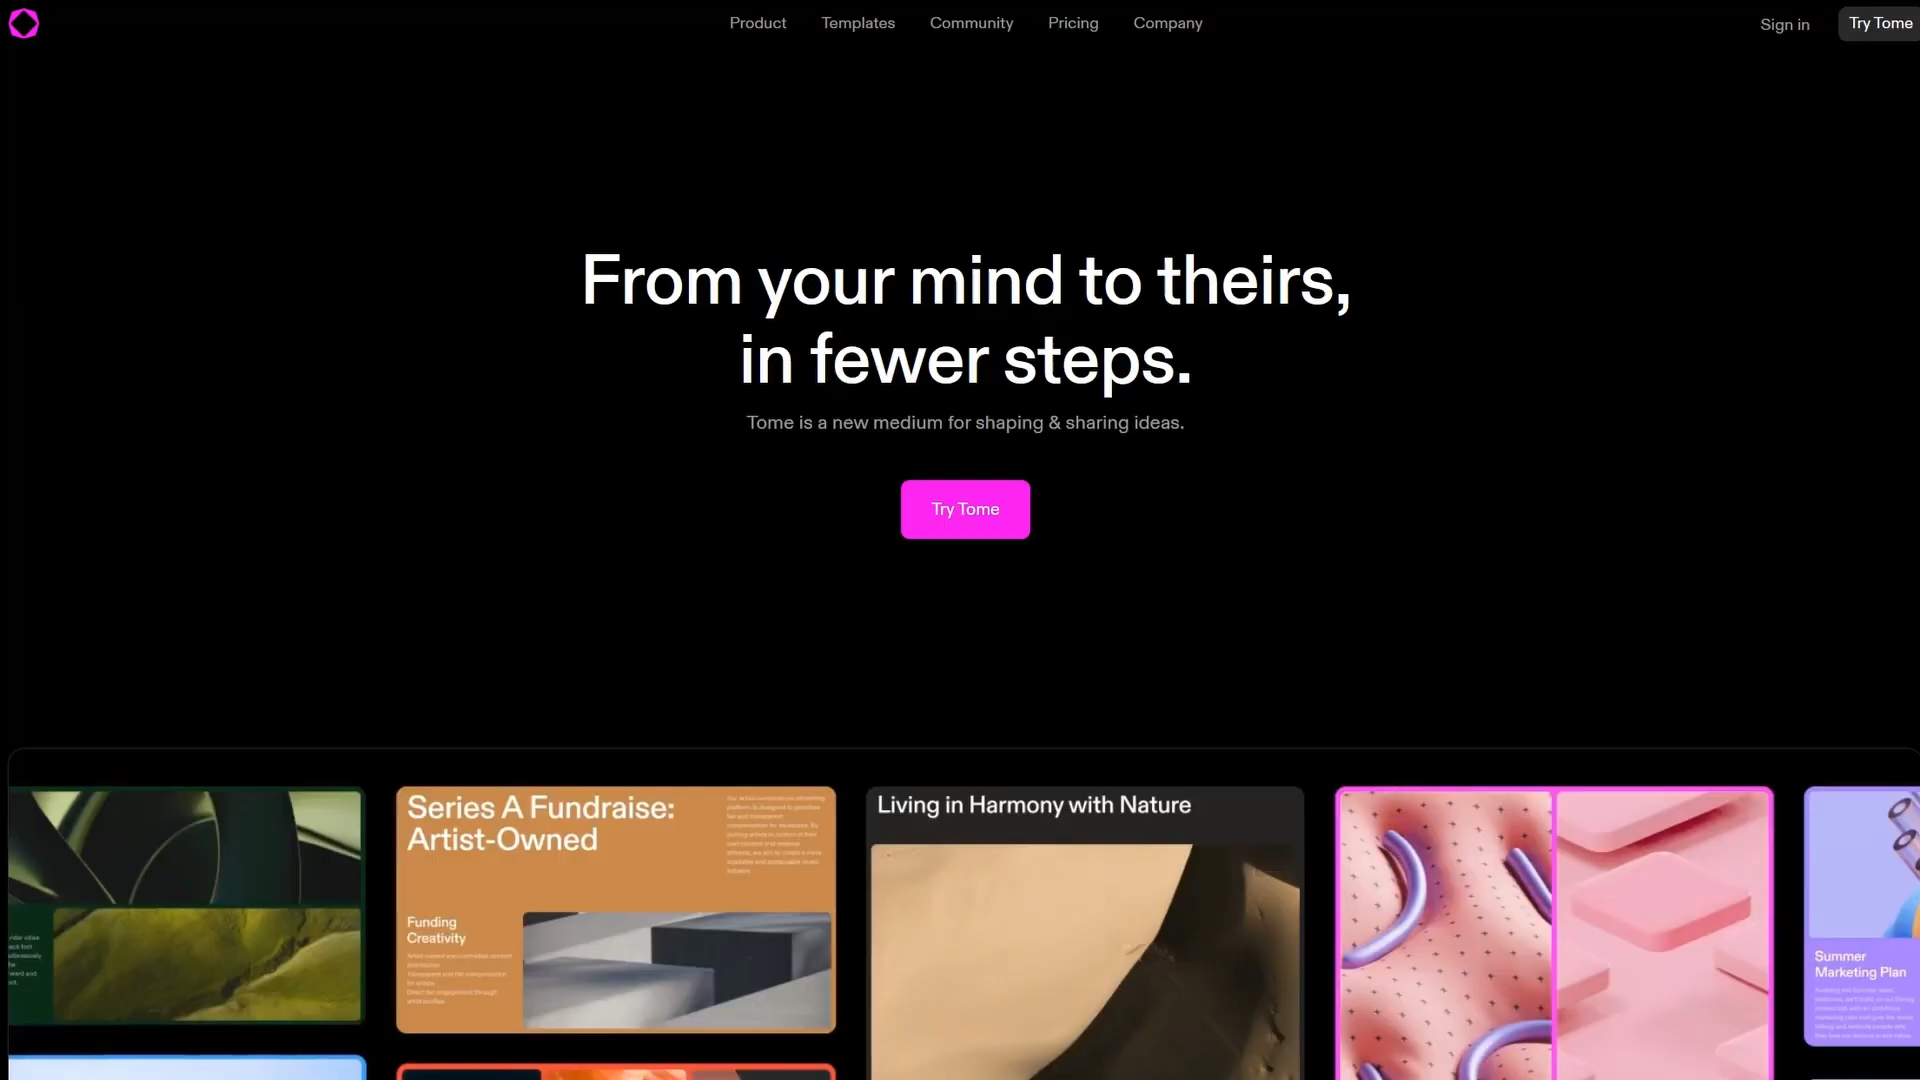 Product
Templates
Community
Pricing
Company
Sign in
Try Tome
From your mind to theirs,
in fewer steps.
Tome is a new medium for shaping & sharing ideas.
Try Tome
Series A Fundraise:
Artist-Owned
Funding
Creativity
Living in Harmony with Nature
Summer
Marketing Plan